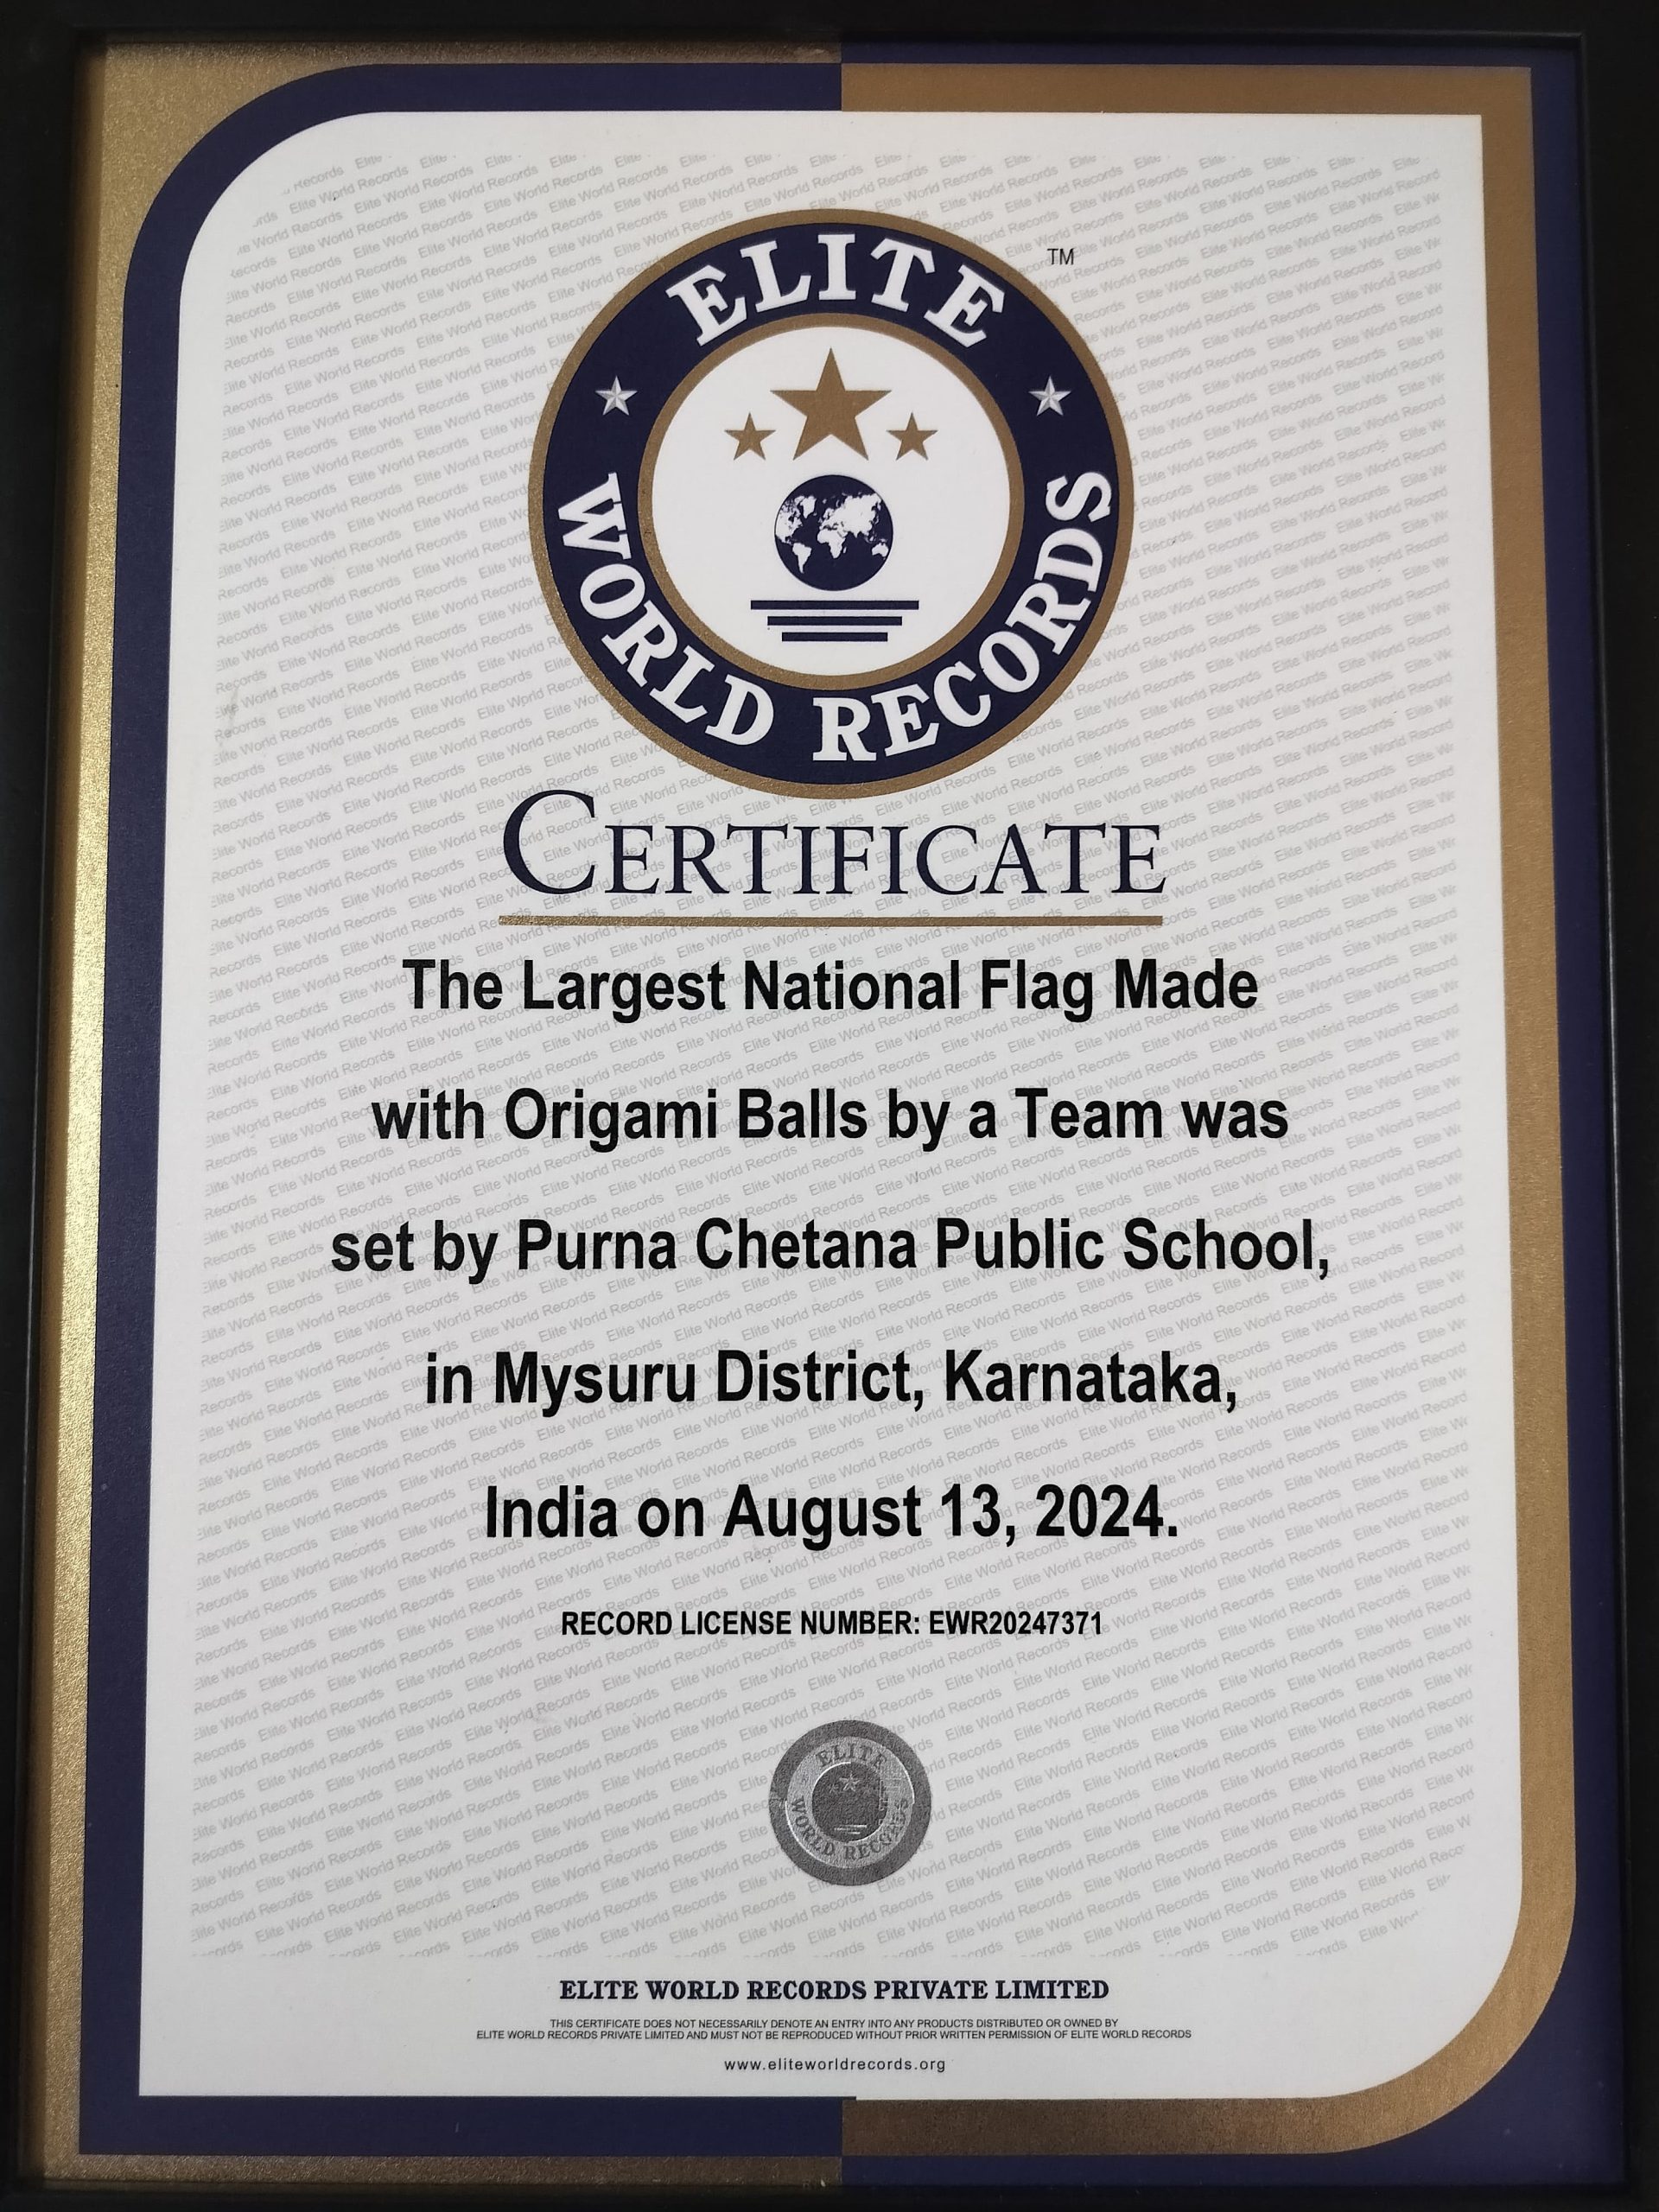 ELITE
WORLD RECORDS
TM
CERTIFICATE
The Largest National Flag Made
with Origami Balls by a Team was
set by Purna Chetana Public School,
in Mysuru District, Karnataka,
India on August 13, 2024.
RECORD LICENSE NUMBER: EWR20247371
ELITE
WORLD RECORDS
ELITE WORLD RECORDS PRIVATE LIMITED
THIS CERTIFICATE DOES NOT NECESSARILY DENOTE AN ENTRY INTO ANY PRODUCTS DISTRIBUTED OR OWNED BY
ELITE WORLD RECORDS PRIVATE LIMITED AND MUST NOT BE REPRODUCED WITHOUT PRIOR WRITTEN PERMISSION OF ELITE WORLD RECORDS
www.eliteworldrecords.org